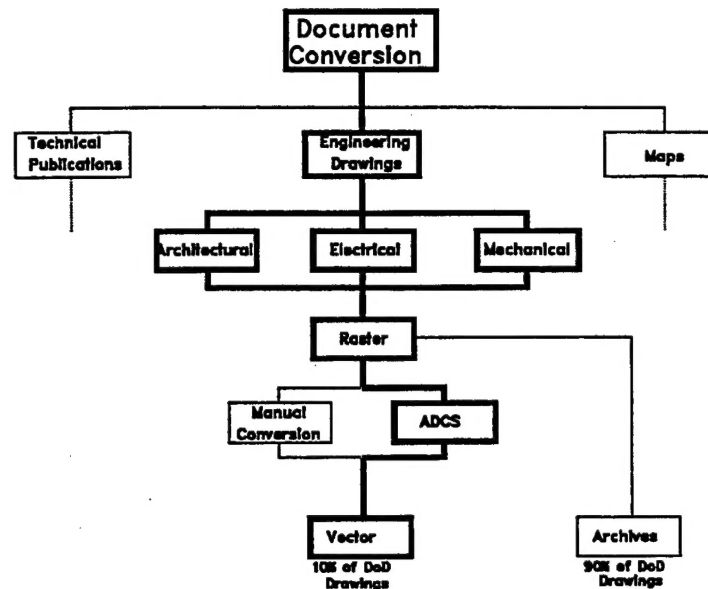 Document
Conversion
Technical
Publications
Engineering
Drawings
Maps
Architectural
Electrical
Mechanical
Raster
Manual
Conversion
ADCS
Vector
10% of DoD
Drawings
Archives
90% of DoD
Drawings